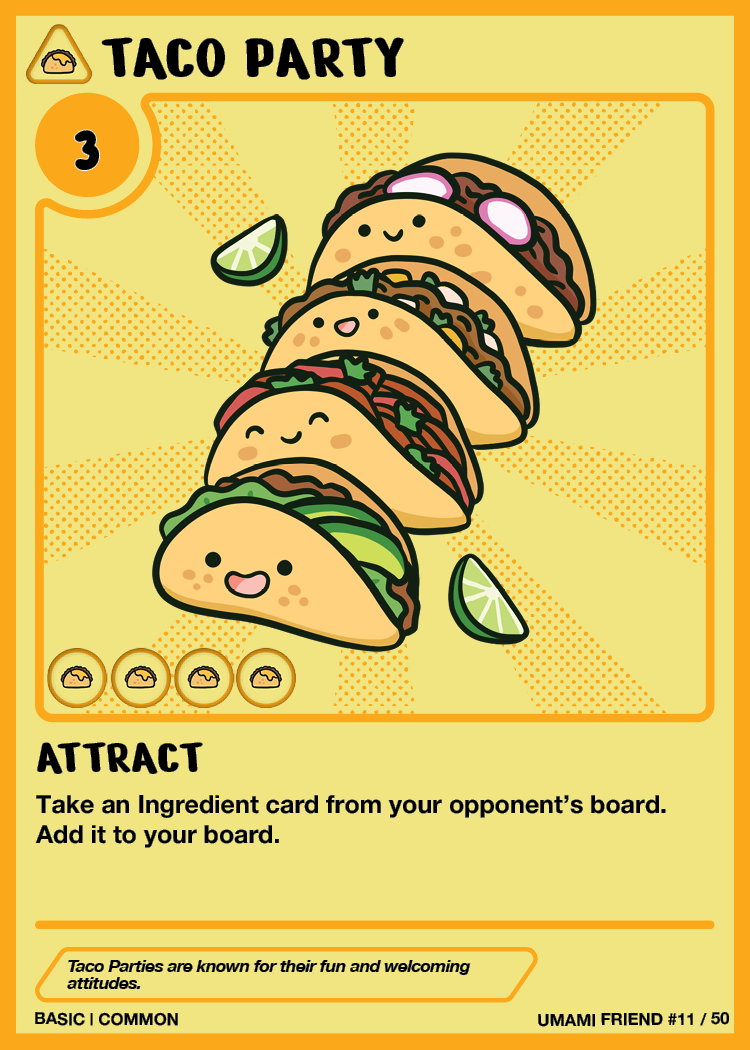 TACO PARTY
3
ATTRACT
Take an Ingredient card from your opponent’s board.
Add it to your board.
Taco Parties are known for their fun and welcoming
attitudes.
BASIC | COMMON
UMAMI FRIEND #11 / 50